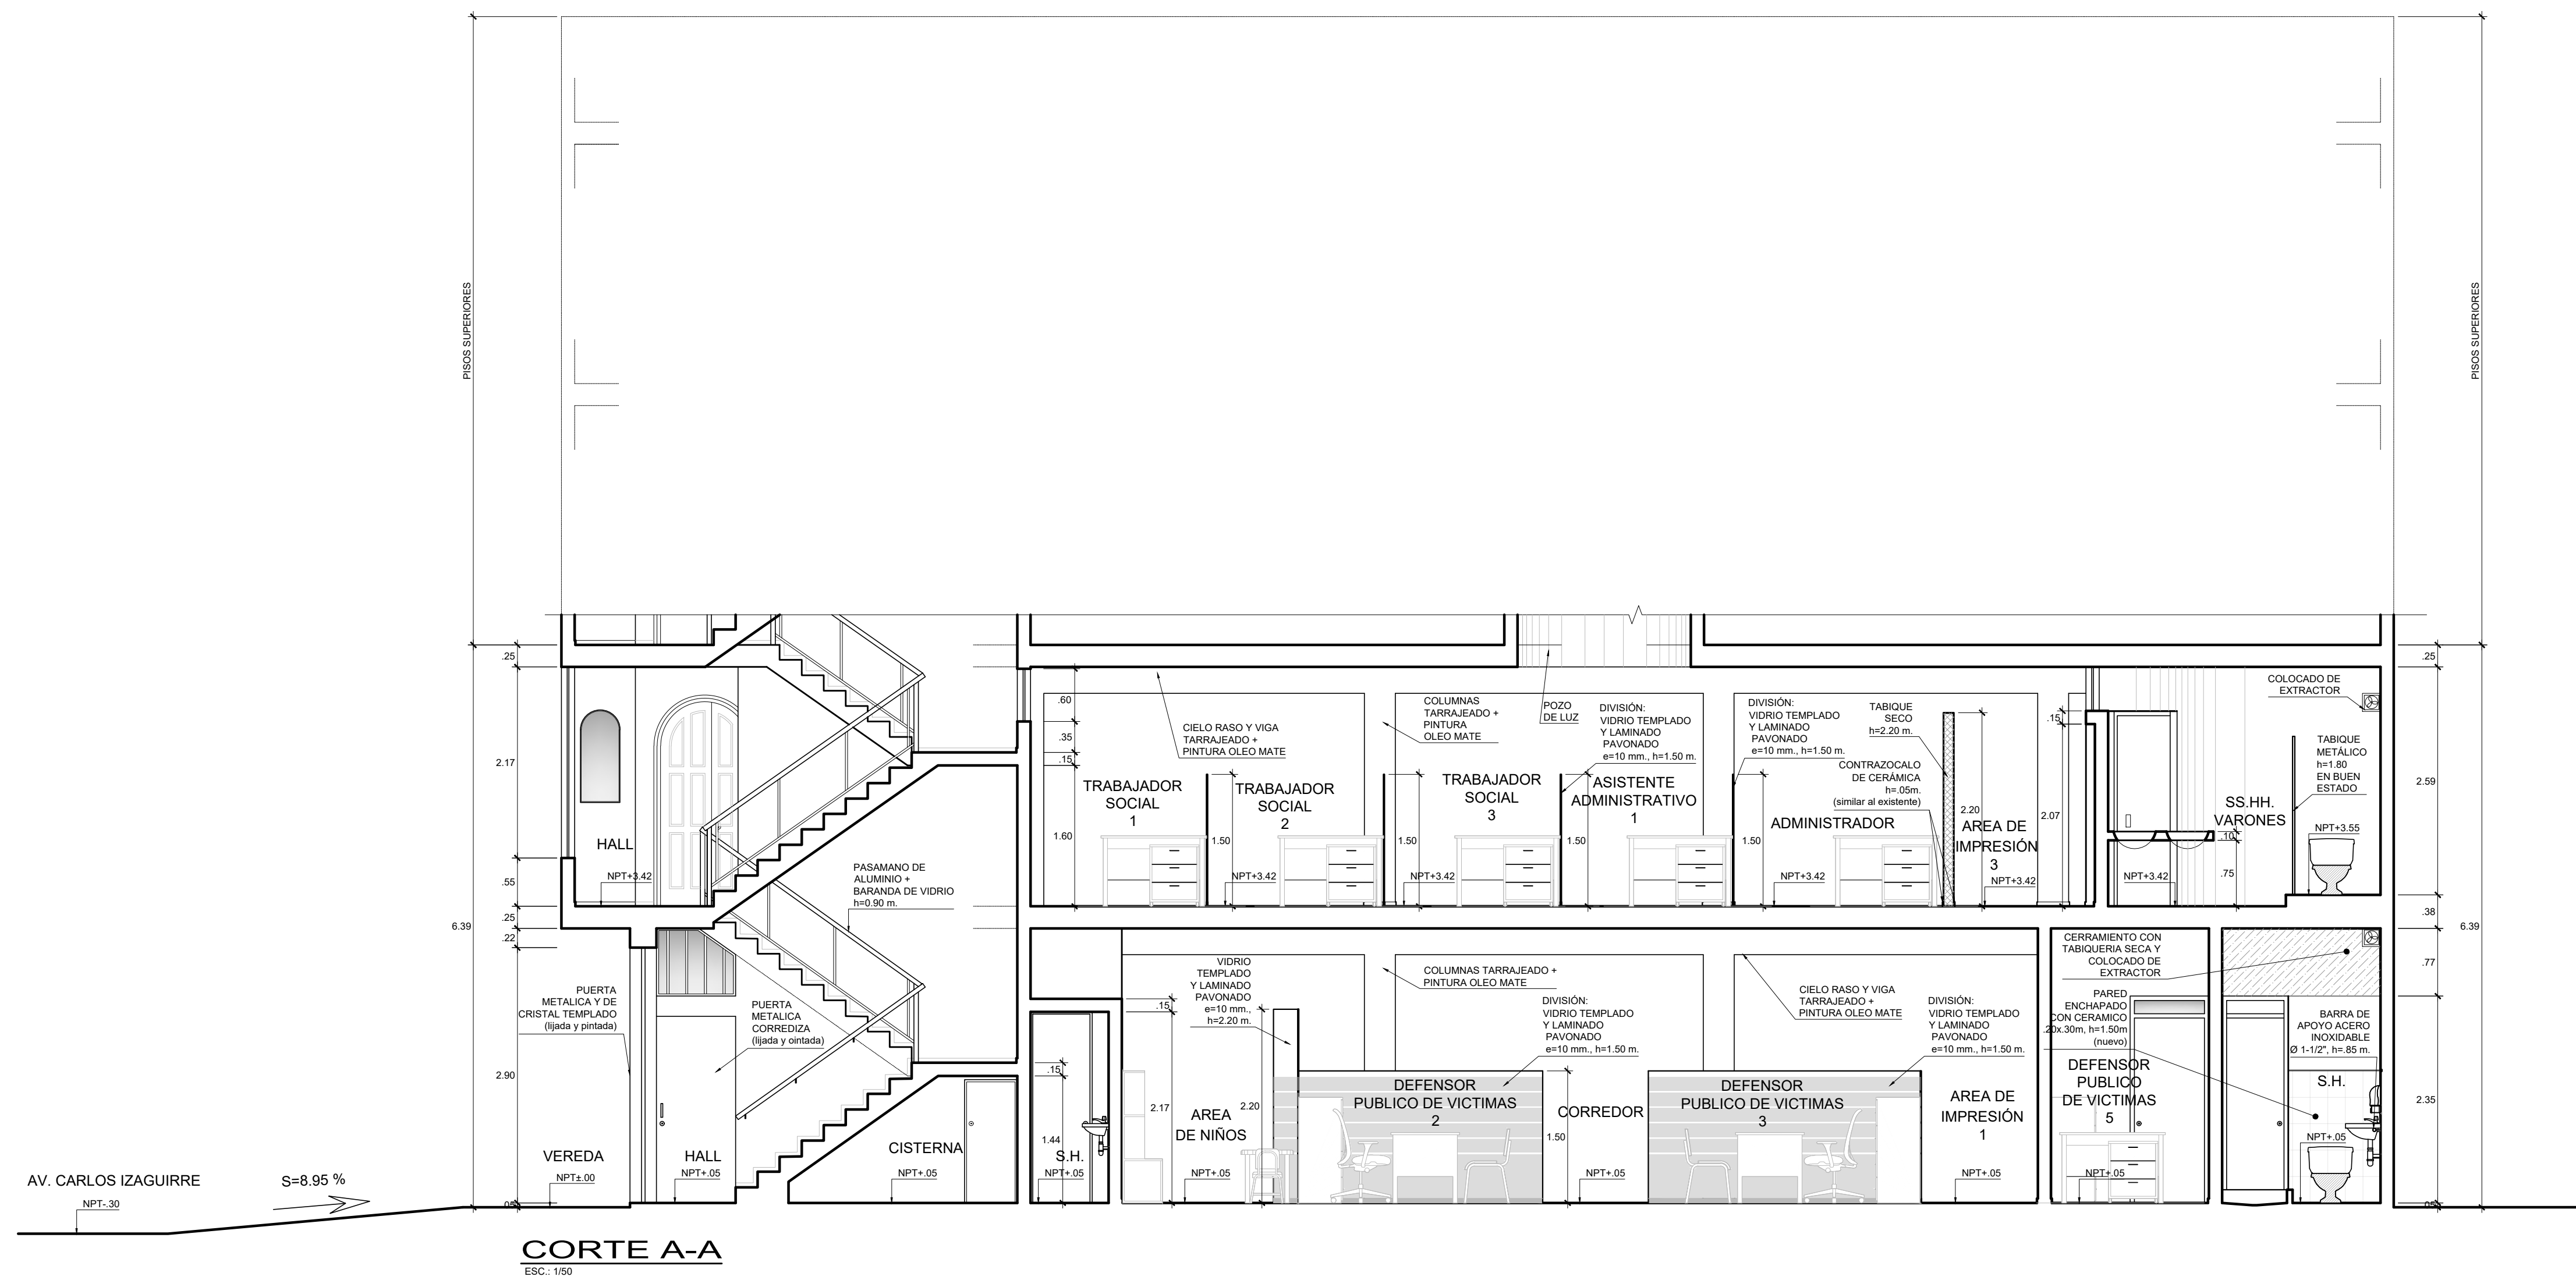 PISOS SUPERIORES
PISOS SUPERIORES
.25
2.17
.55
.25
.22
6.39
2.90
.05
.25
2.59
.38
6.39
.77
2.35
.05
HALL
NPT+3.42
PASAMANO DE
ALUMINIO +
BARANDA DE VIDRIO
h=0.90 m.
.60
.35
.15
1.60
CIELO RASO Y VIGA
TARRAJEADO +
PINTURA OLEO MATE
TRABAJADOR
SOCIAL
1
1.50
NPT+3.42
TRABAJADOR
SOCIAL
2
COLUMNAS
TARRAJEADO +
PINTURA
OLEO MATE
1.50
NPT+3.42
TRABAJADOR
SOCIAL
3
POZO
DE LUZ
DIVISIÓN:
VIDRIO TEMPLADO
Y LAMINADO
PAVONADO
e=10 mm., h=1.50 m.
1.50
ASISTENTE
ADMINISTRATIVO
1
DIVISIÓN:
VIDRIO TEMPLADO
Y LAMINADO
PAVONADO
e=10 mm., h=1.50 m.
1.50
NPT+3.42
ADMINISTRADOR
TABIQUE
SECO
h=2.20 m.
CONTRAZOCALO
DE CERÁMICA
h=.05m.
(similar al existente)
2.20
AREA DE
IMPRESIÓN
3
NPT+3.42
.15
2.07
NPT+3.42
.10
.75
SS.HH.
VARONES
COLOCADO DE
EXTRACTOR
TABIQUE
METÁLICO
h=1.80
EN BUEN
ESTADO
NPT+3.55
PUERTA
METALICA Y DE
CRISTAL TEMPLADO
(lijada y pintada)
PUERTA
METALICA
CORREDIZA
(lijada y ointada)
VEREDA
NPT±.00
HALL
NPT+.05
CISTERNA
NPT+.05
.15
1.44
S.H.
NPT+.05
.15
2.17
AREA
DE NIÑOS
NPT+.05
VIDRIO
TEMPLADO
Y LAMINADO
PAVONADO
e=10 mm.,
h=2.20 m.
2.20
COLUMNAS TARRAJEADO +
PINTURA OLEO MATE
DIVISIÓN:
VIDRIO TEMPLADO
Y LAMINADO
PAVONADO
e=10 mm., h=1.50 m.
DEFENSOR
PUBLICO DE VICTIMAS
2
1.50
CORREDOR
NPT+.05
CIELO RASO Y VIGA
TARRAJEADO +
PINTURA OLEO MATE
DEFENSOR
PUBLICO DE VICTIMAS
3
DIVISIÓN:
VIDRIO TEMPLADO
Y LAMINADO
PAVONADO
e=10 mm., h=1.50 m.
AREA DE
IMPRESIÓN
1
NPT+.05
CERRAMIENTO CON
TABIQUERIA SECA Y
COLOCADO DE
EXTRACTOR
PARED
ENCHAPADO
CON CERAMICO
.20x.30m, h=1.50m
(nuevo)
DEFENSOR
PUBLICO
DE VICTIMAS
5
NPT+.05
BARRA DE
APOYO ACERO
INOXIDABLE
Ø 1-1/2", h=.85 m.
S.H.
NPT+.05
AV. CARLOS IZAGUIRRE
NPT-.30
S=8.95 %
CORTE A-A
ESC.: 1/50